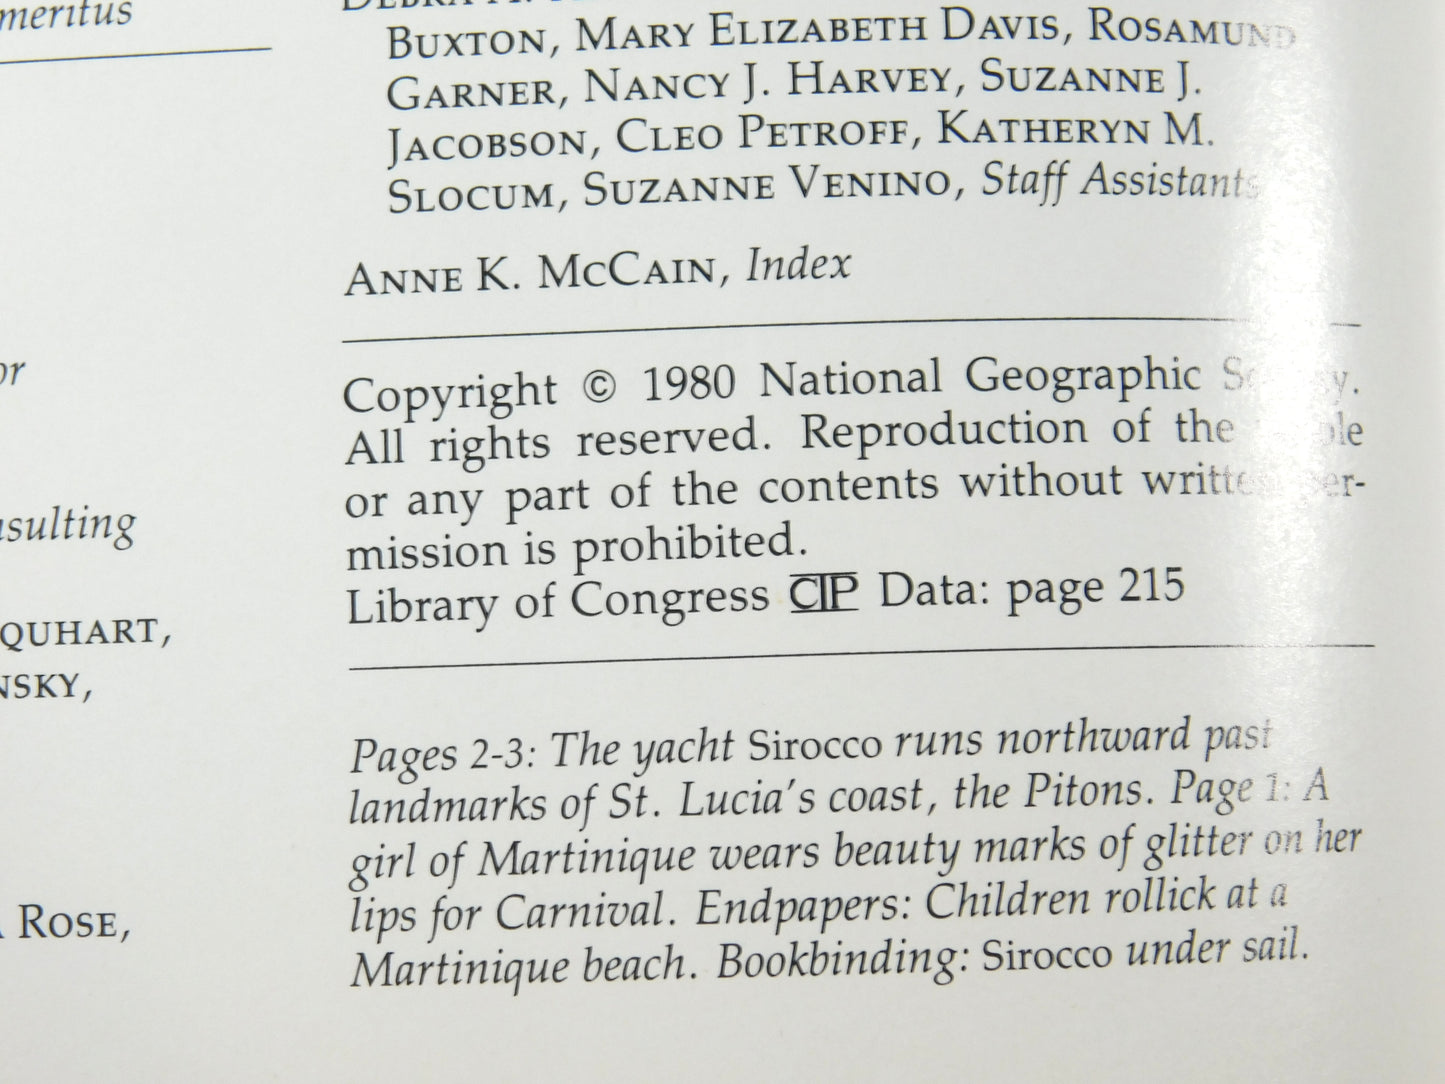 meritus
or
sulting
QUHART,
NSKY,
ROSE,
DEBRA A.
BUXTON, MARY ELIZABETH DAVIS, ROSAMUND
GARNER, NANCY J. HARVEY, SUZANNE J.
JACOBSON, CLEO PETROFF, KATHERYN M.
SLOCUM, SUZANNE VENINO, Staff Assistants
ANNE K. MCCAIN, Index
Copyright © 1980 National Geographic
All rights reserved. Reproduction of the
or any part of the contents without written per-
mission is prohibited.
Library of Congress CIP Data: page 215
Pages 2-3: The yacht Sirocco runs northward past
landmarks of St. Lucia's coast, the Pitons. Page 1: A
girl of Martinique wears beauty marks of glitter on her
lips for Carnival. Endpapers: Children rollick at a
Martinique beach. Bookbinding: Sirocco under sail.